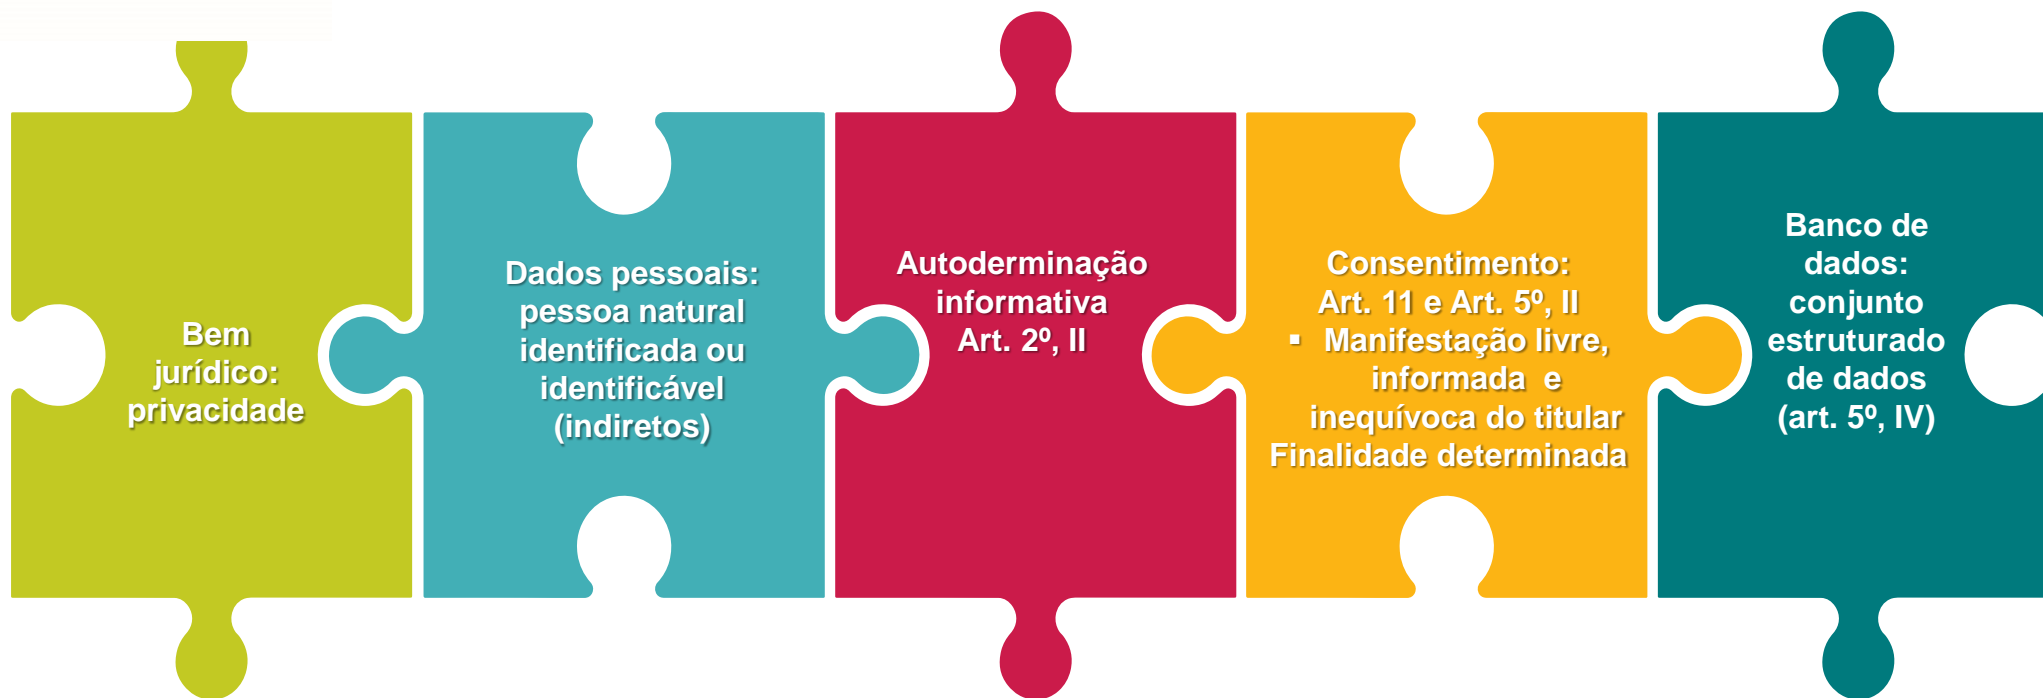 Bem
jurídico:
privacidade
Dados pessoais:
pessoa natural
identificada ou
identificável
(indiretos)
Autoderminação
informativa
Art. 2º, II
Consentimento:
Art. 11 e Art. 5º, II
▪ Manifestação livre,
informada e
inequívoca do titular
Finalidade determinada
Banco de
dados:
conjunto
estruturado
de dados
(art. 5º, IV)